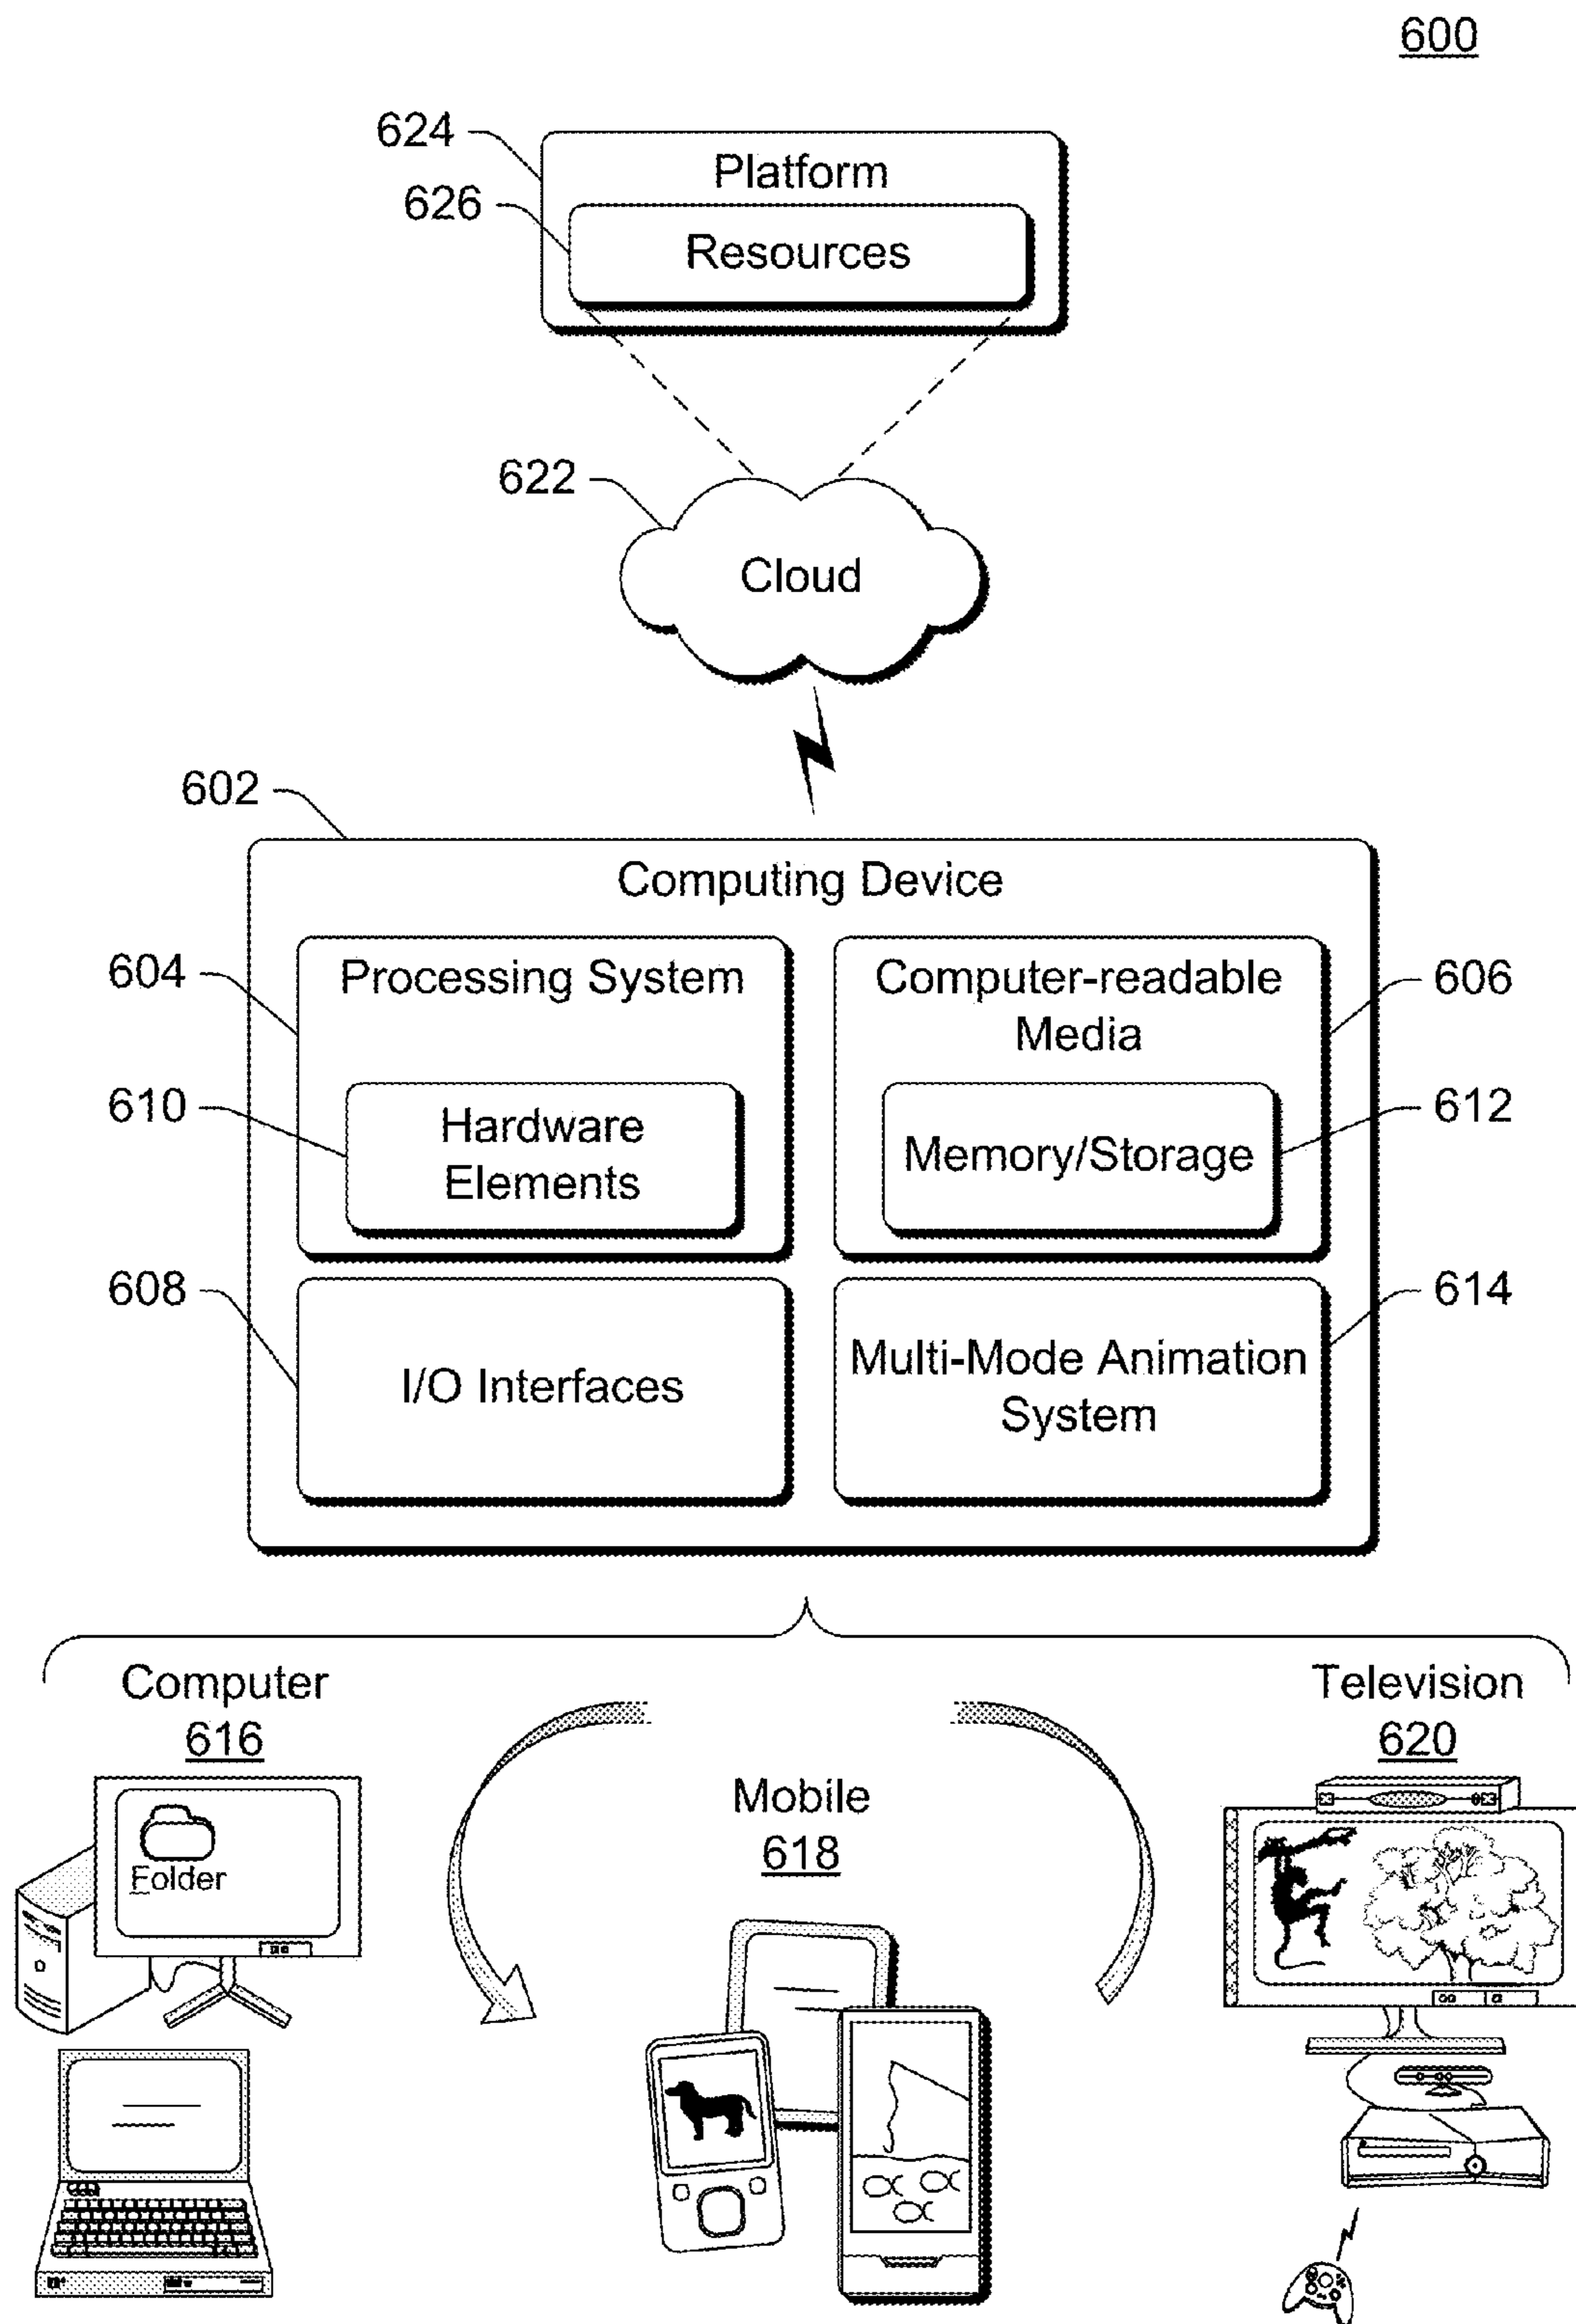 600
624
Platform
626
Resources
622
Cloud
602
Computing Device
604
Processing System
Computer-readable
Media
606
610
Hardware
Elements
Memory/Storage
612
608
I/O Interfaces
Multi-Mode Animation
System
614
Computer
616
Television
620
Mobile
618
Folder